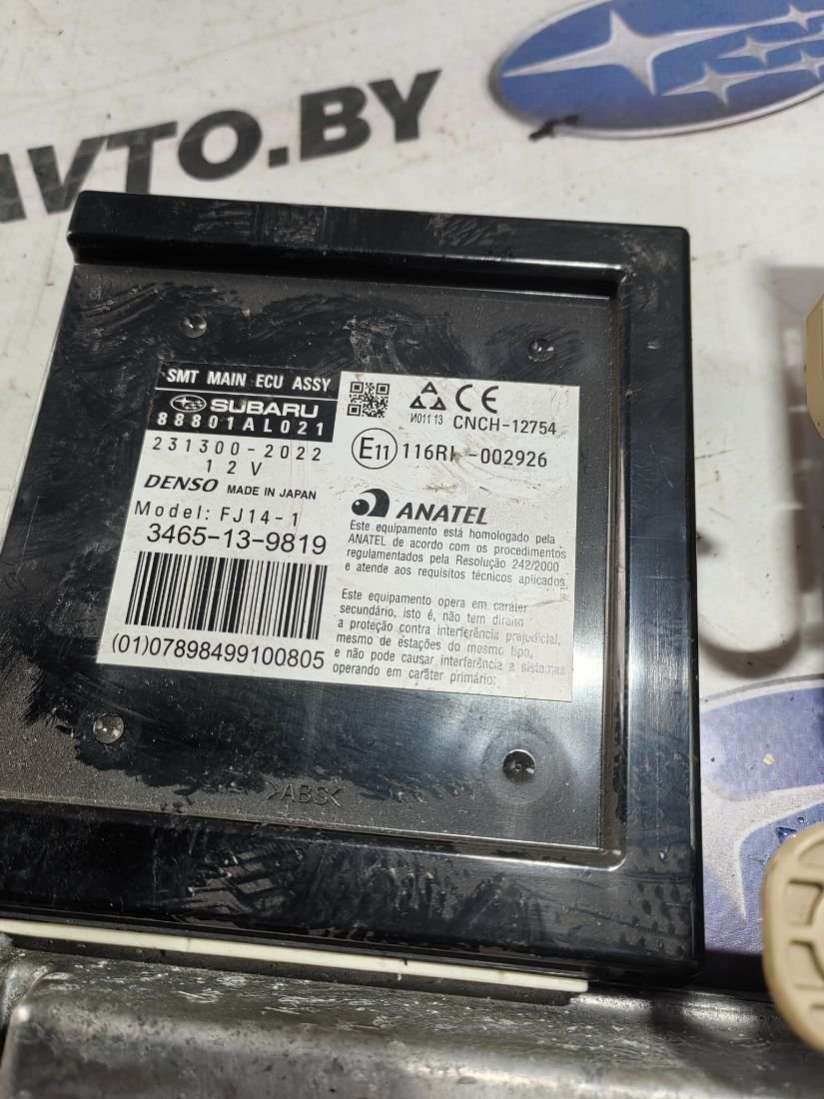 AVTO.BY
SMT MAIN ECU ASSY
SUBARU
88801AL021
231300-2022
12V
DENSO MADE IN JAPAN
Model: FJ14-1
3465-13-9819
(01)07898499100805
CE
И011 13 CNCH-12754
E11 116RI -002926
ANATEL
Este equipamento está homologado pela
ANATEL de acordo com os procedimentos
regulamentados pela Resolução 242/2000
e atende aos requisitos técnicos aplicados
Este equipamento opera em caráter
secundário, isto é, não tem direito
a proteção contra interferência prejudicial,
mesmo de estações do mesmo tipo,
e não pode causar interferência a sistemas
operando em caráter primário.
>ABS<